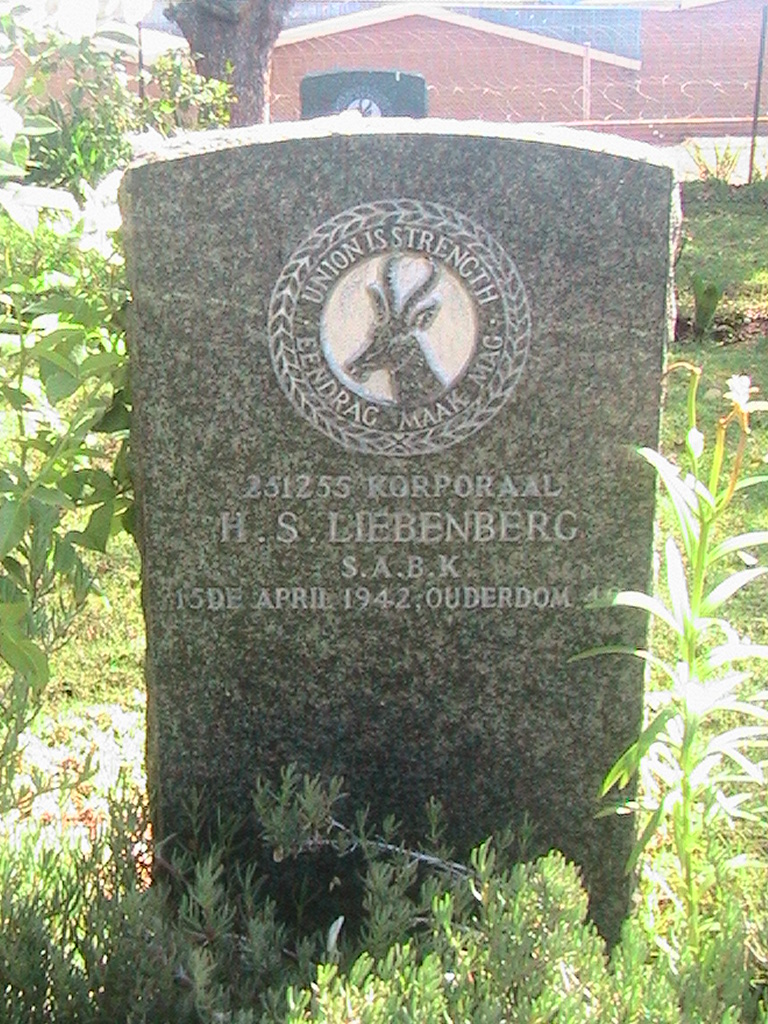 UNION IS STRENGTH
EENDRAG MAAK MAG
251255 KORPORAAL
H. S. LIEBENBERG
S.A.B.K.
15DE APRIL 1942. OUDERDOM